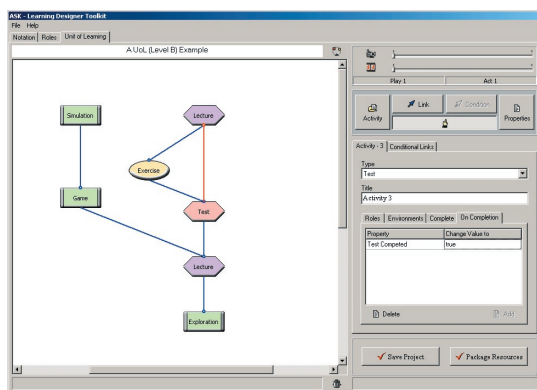 ASK - Learning Designer Toolkit
File Help
Notation Roles Unit of Learning
A UoL (Level B) Example
Play 1 Act 1
Simulation
Lecture
Exercise
Game
Test
Lecture
Exploration
Activity
Link
Condition
Properties
Activity - 3 Conditional Links
Type
Test
Title
Activity 3
Roles Environments Complete On Completion
Property Change Value to
Test Competed true
Delete Add
Save Project Package Resources